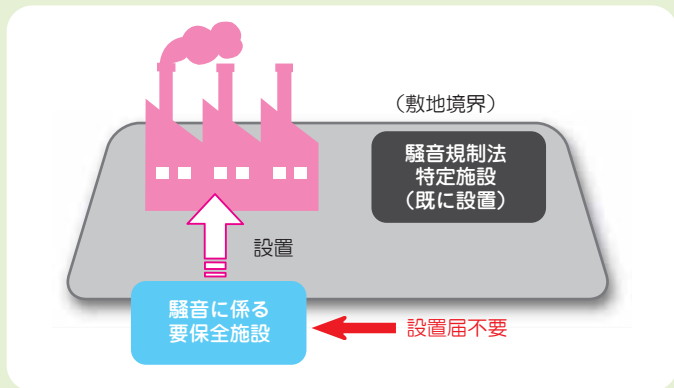 （敷地境界）
騒音規制法
特定施設
（既に設置）
設置
騒音に係る
要保全施設
設置届不要